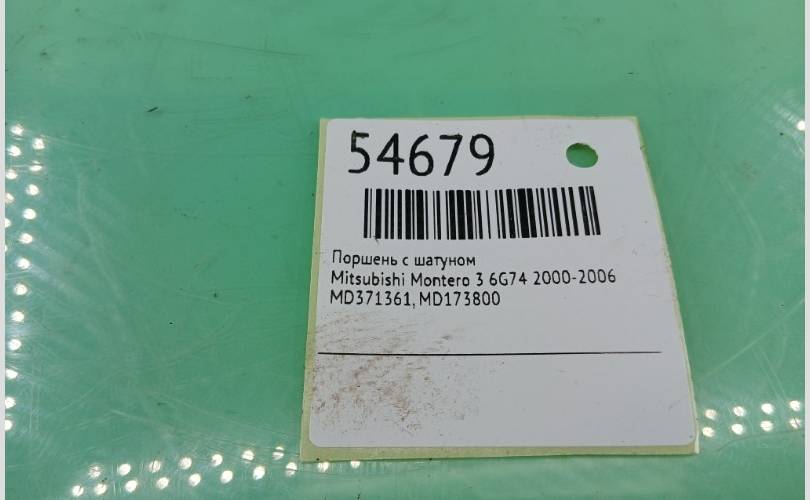 54679
Поршень с шатуном
Mitsubishi Montero 3 6G74 2000-2006
MD371361, MD173800